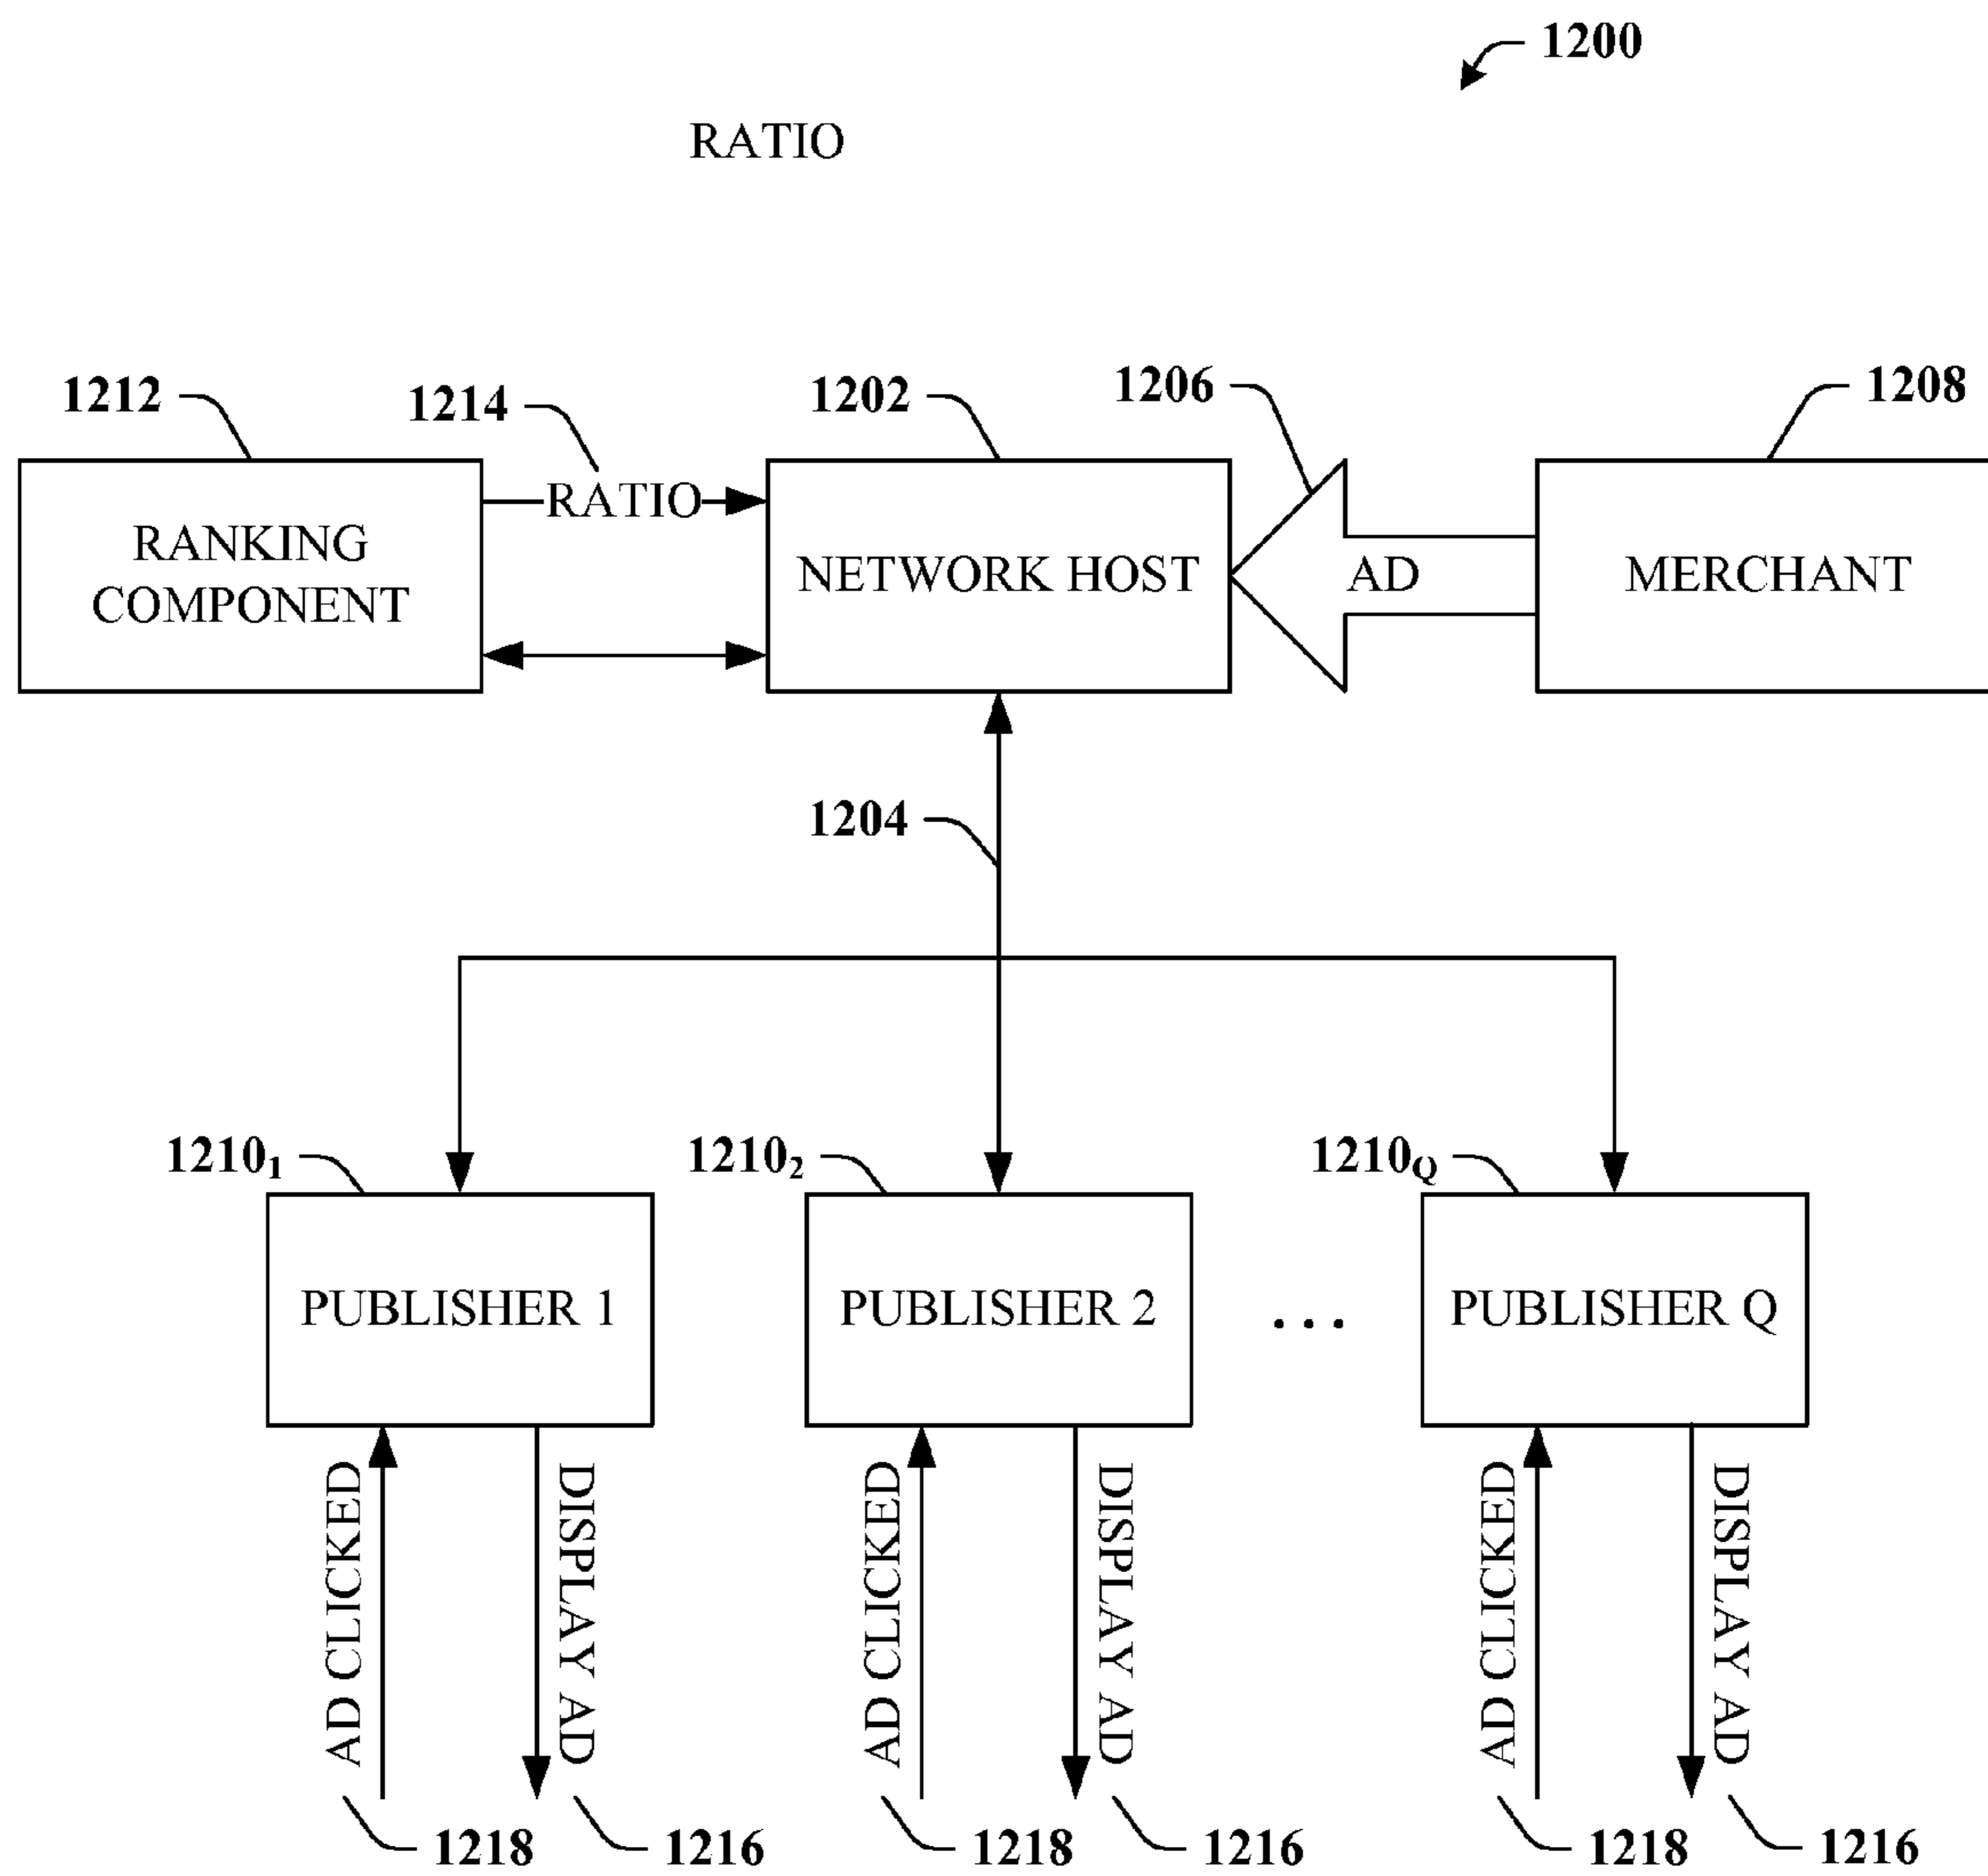 1200
RATIO
1212
1214
1202
1206
1208
RANKING
COMPONENT
RATIO
NETWORK HOST
AD
MERCHANT
1204
1210₁
1210₂
1210Q
PUBLISHER 1
PUBLISHER 2
...
PUBLISHER Q
AD CLICKED
DISPLAY AD
AD CLICKED
DISPLAY AD
AD CLICKED
DISPLAY AD
1218
1216
1218
1216
1218
1216